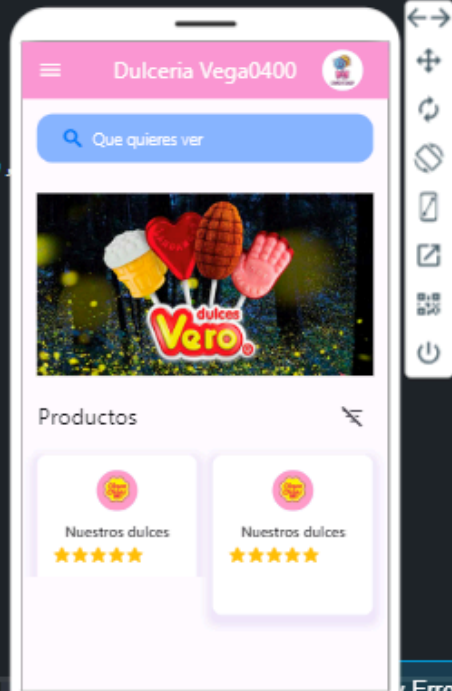 Dulceria Vega0400
Que quieres ver
dulces
Vero
Productos
Nuestros dulces
Nuestros dulces